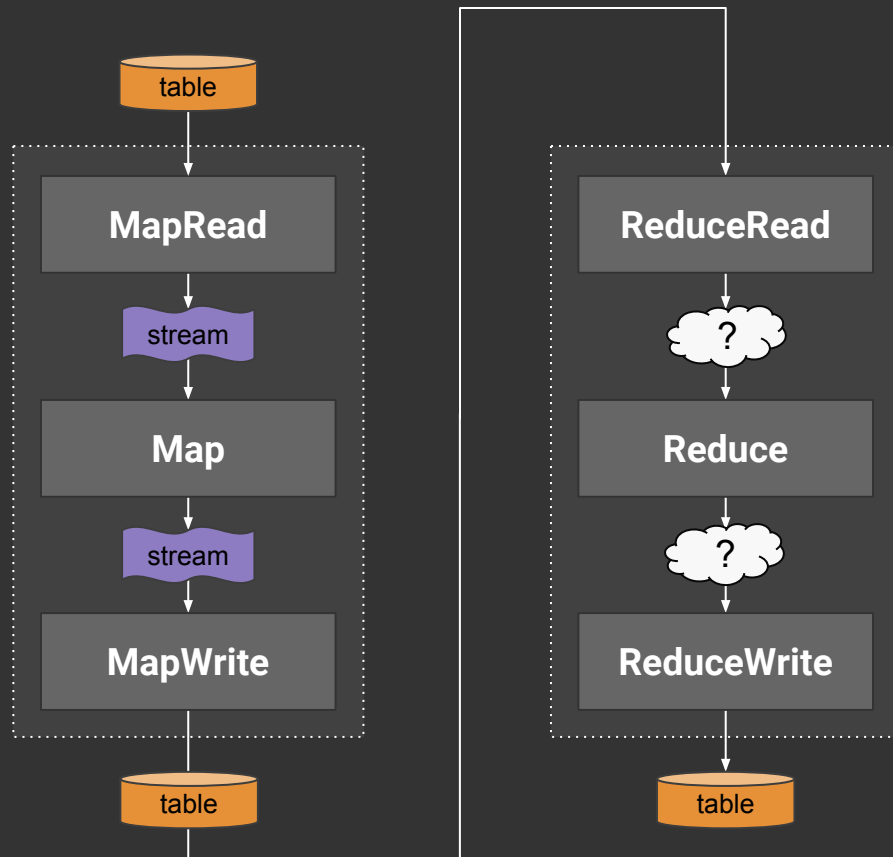 table
MapRead
stream
Map
stream
MapWrite
table
ReduceRead
?
Reduce
?
ReduceWrite
table